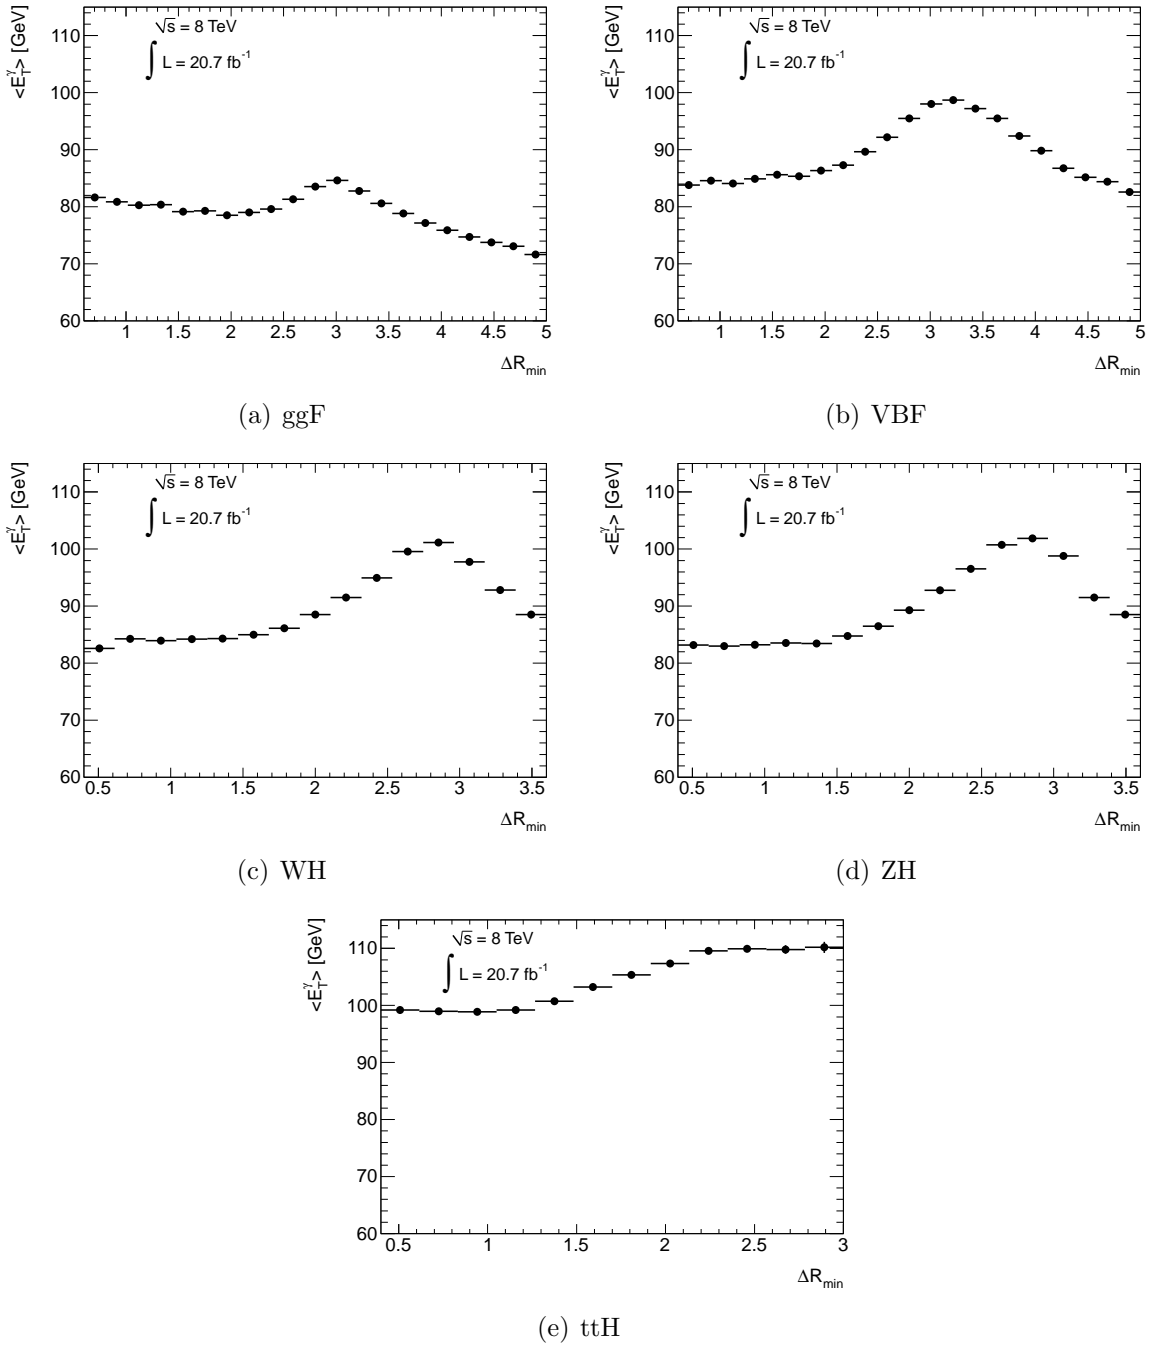 <E_T^γ> [GeV]
√s = 8 TeV
∫ L = 20.7 fb⁻¹
110
100
90
80
70
60
1 1.5 2 2.5 3 3.5 4 4.5 5
ΔR_min
(a) ggF
<E_T^γ> [GeV]
√s = 8 TeV
∫ L = 20.7 fb⁻¹
110
100
90
80
70
60
1 1.5 2 2.5 3 3.5 4 4.5 5
ΔR_min
(b) VBF
<E_T^γ> [GeV]
√s = 8 TeV
∫ L = 20.7 fb⁻¹
110
100
90
80
70
60
0.5 1 1.5 2 2.5 3 3.5
ΔR_min
(c) WH
<E_T^γ> [GeV]
√s = 8 TeV
∫ L = 20.7 fb⁻¹
110
100
90
80
70
60
0.5 1 1.5 2 2.5 3 3.5
ΔR_min
(d) ZH
<E_T^γ> [GeV]
√s = 8 TeV
∫ L = 20.7 fb⁻¹
110
100
90
80
70
60
0.5 1 1.5 2 2.5 3
ΔR_min
(e) ttH